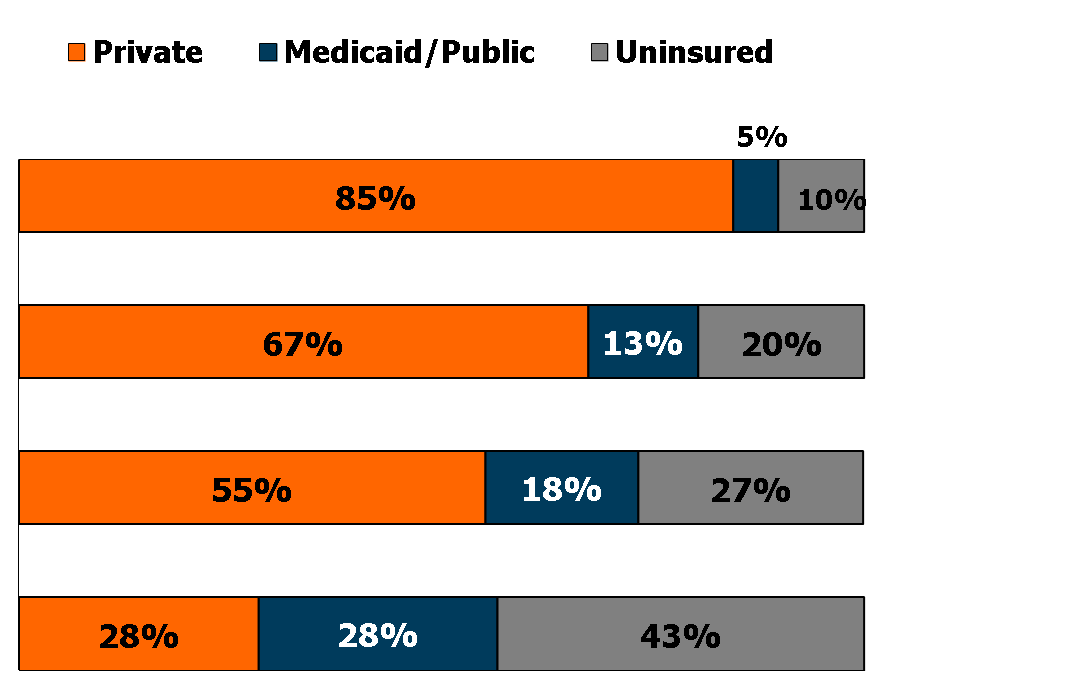 Private Medicaid/Public Uninsured
5%
85% 10%
67% 13% 20%
55% 18% 27%
28% 28% 43%